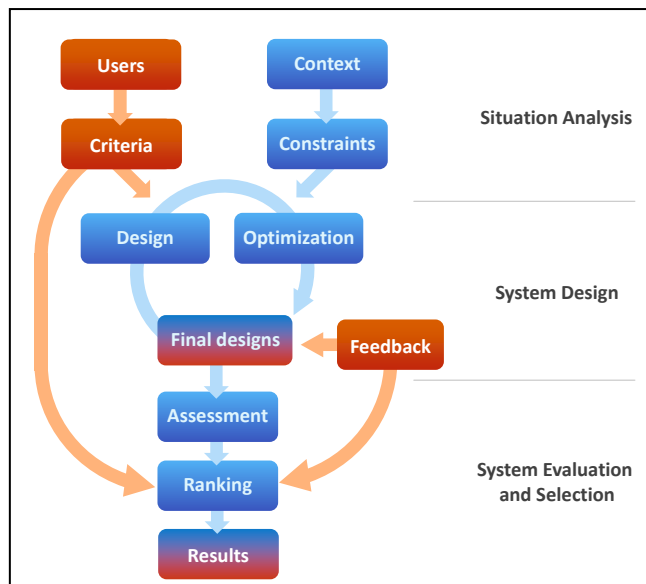 Users
Context
Situation Analysis
Criteria
Constraints
Design
Optimization
System Design
Final designs
Feedback
Assessment
Ranking
System Evaluation
and Selection
Results